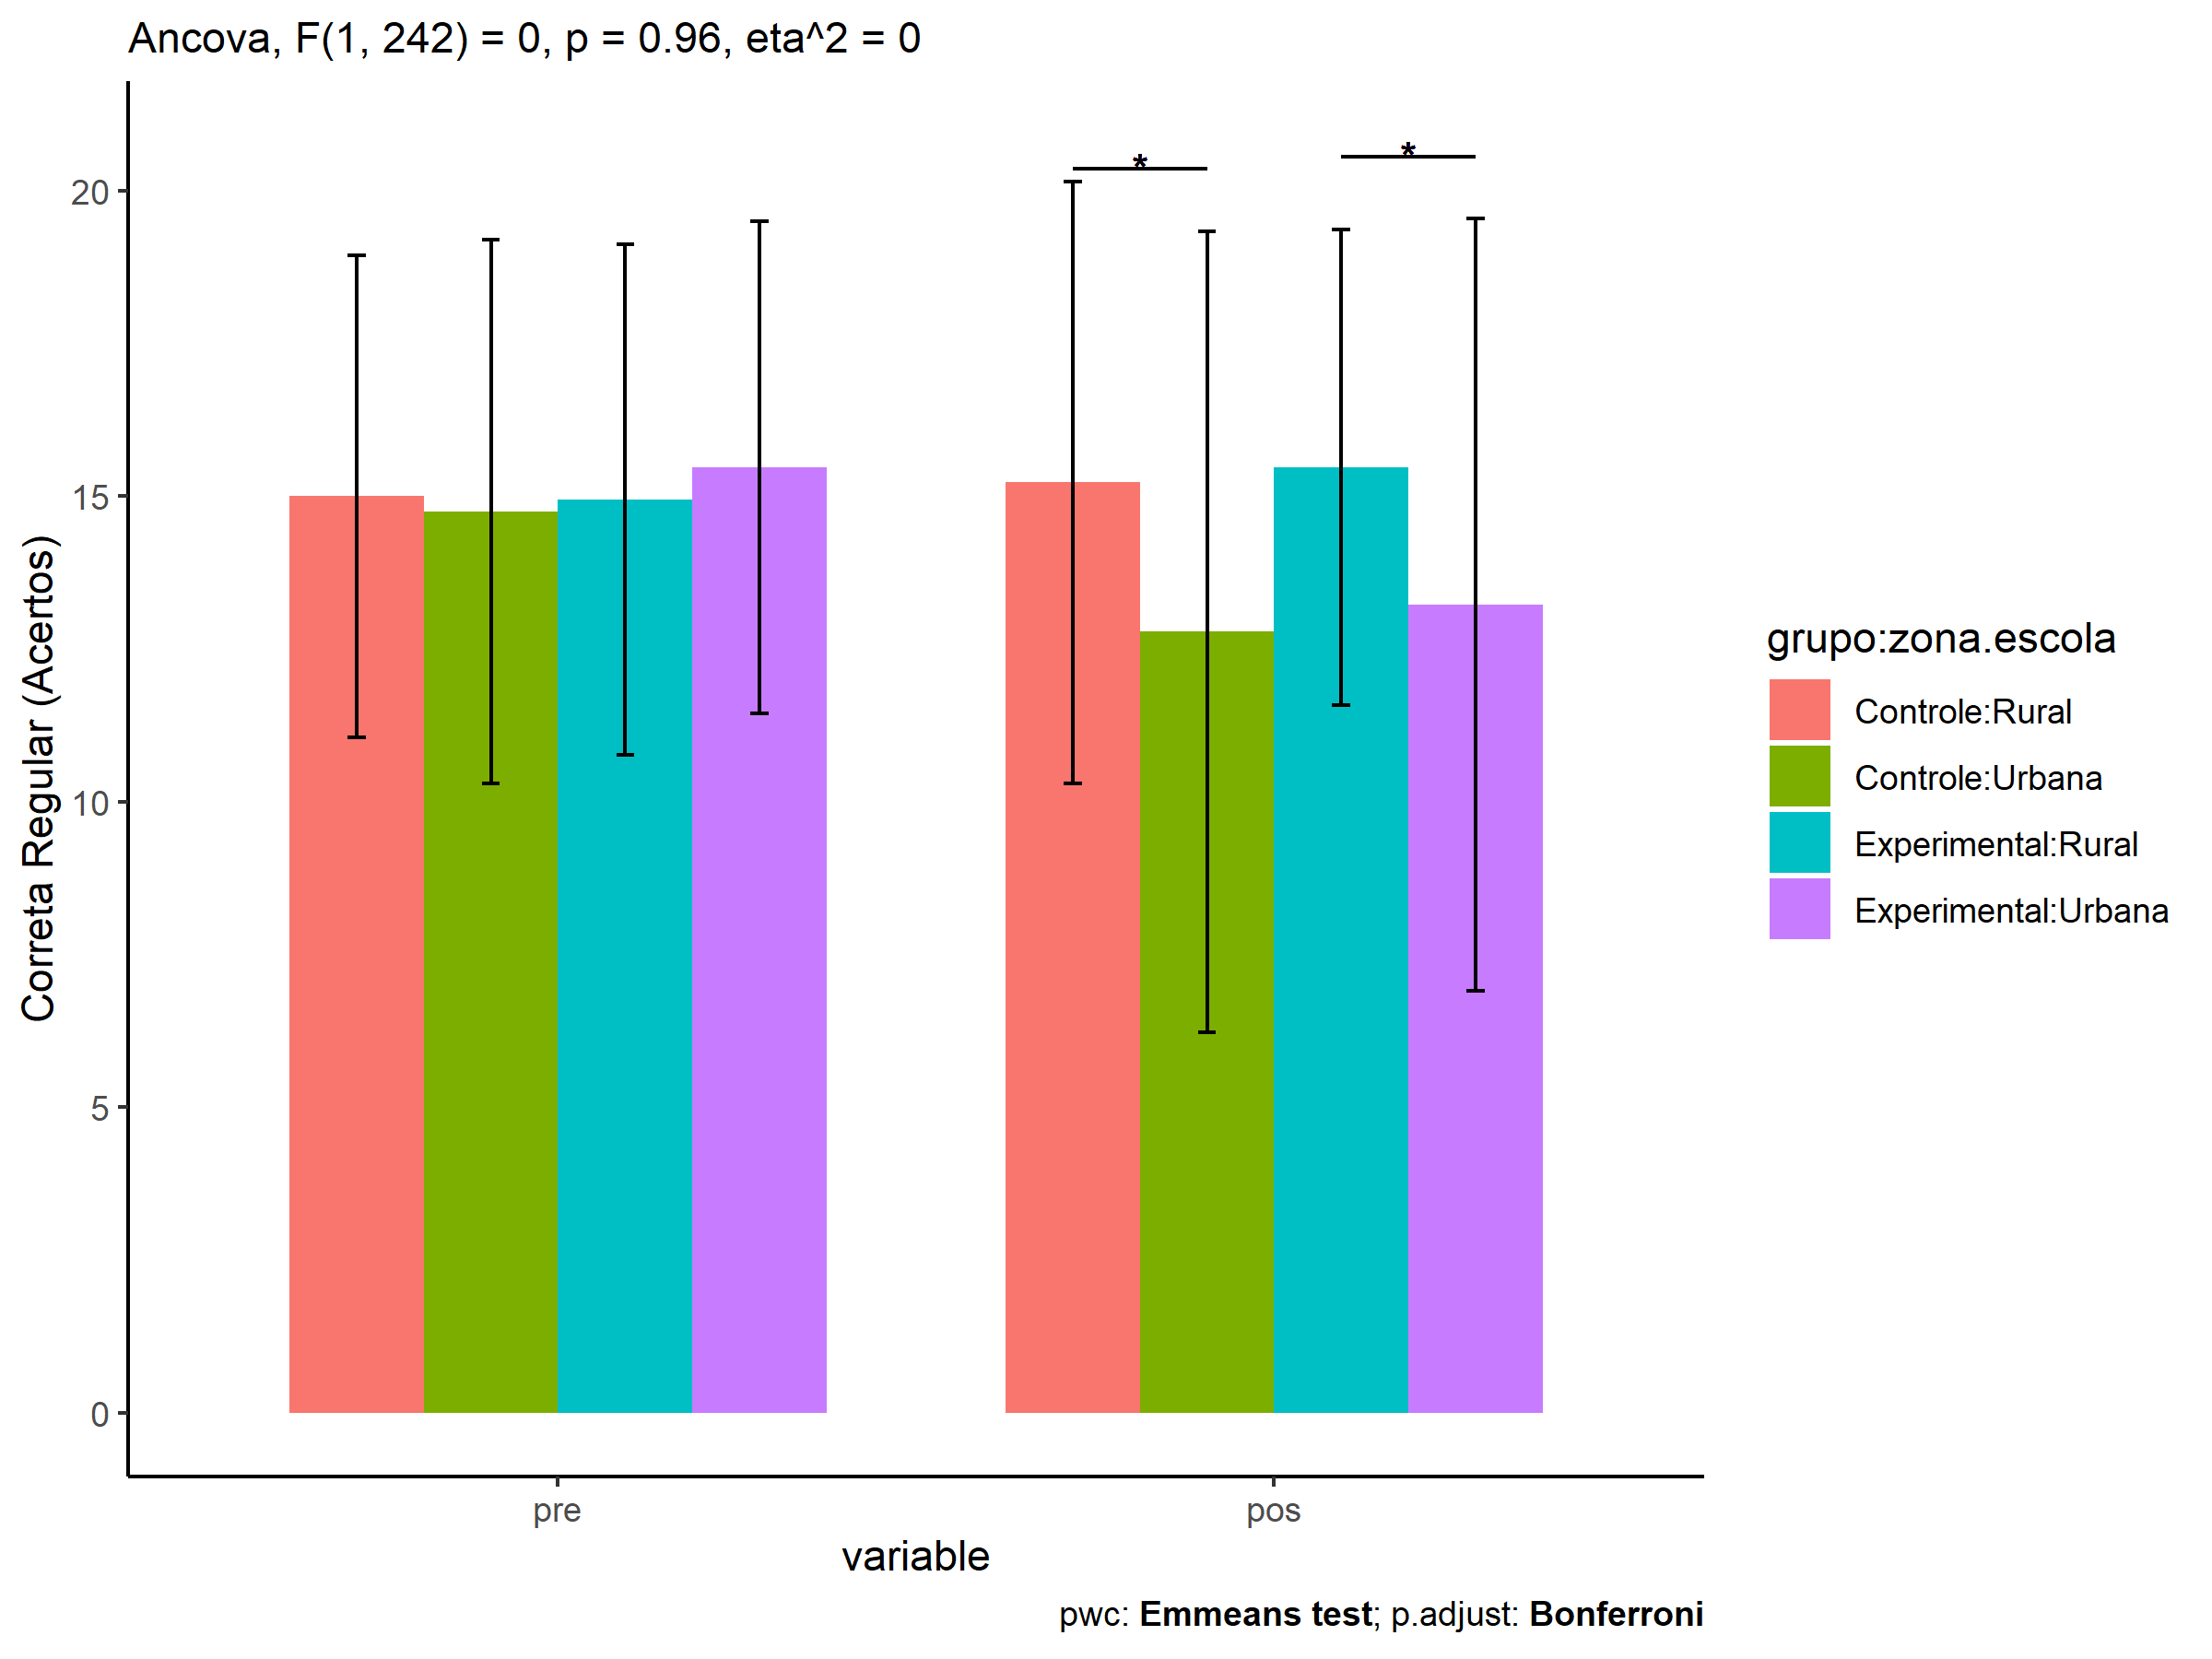 Ancova, F(1, 242) = 0, p = 0.96, eta^2 = 0
Correta Regular (Acertos)
20
15
10
5
0
*
*
pre
pos
variable
grupo:zona.escola
Controle:Rural
Controle:Urbana
Experimental:Rural
Experimental:Urbana
pwc: Emmeans test; p.adjust: Bonferroni